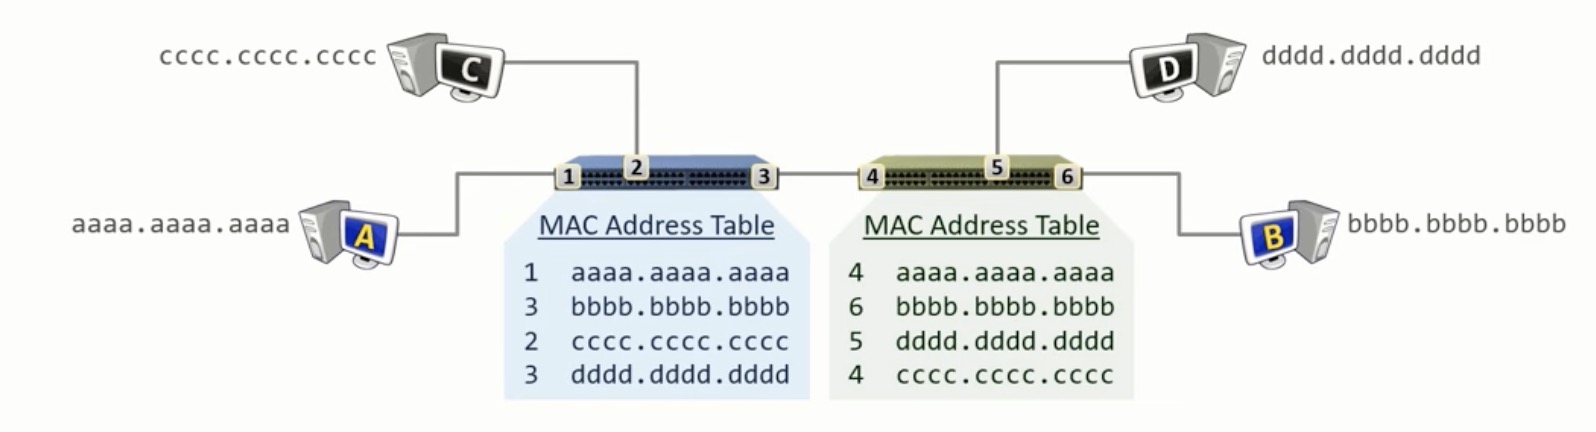 cccc.cccc.cccc
C
D
dddd.dddd.dddd
1
2
3
4
5
6
aaaa.aaaa.aaaa
A
B
bbbb.bbbb.bbbb
MAC Address Table
1 aaaa.aaaa.aaaa
3 bbbb.bbbb.bbbb
2 cccc.cccc.cccc
3 dddd.dddd.dddd
MAC Address Table
4 aaaa.aaaa.aaaa
6 bbbb.bbbb.bbbb
5 dddd.dddd.dddd
4 cccc.cccc.cccc